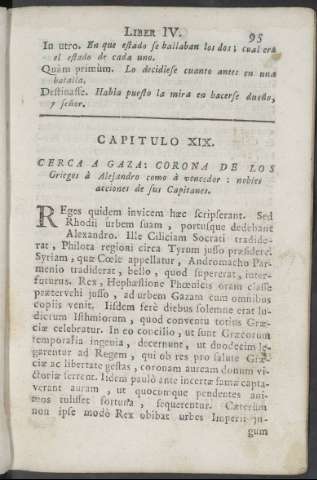 LIBER IV. 95
In utro. En que estado se hallaban los dos; cual era
el estado de cada uno.
Quàm primùm. Lo decidiese cuanto antes en una
batalla.
Destinasse. Habia puesto la mira en hacerse dueño,
y señor.
CAPITULO XIX.
CERCA A GAZA: CORONA DE LOS
Griegos à Alejandro como à vencedor: nobles
acciones de sus Capitanes.
REges quidem invicem hæc scripserant. Sed
Rhodii urbem suam, portusque dedebant
Alexandro. Ille Ciliciam Socrati tradide-
rat, Philota regioni circa Tyrum jusso præsidere.
Syriam, quæ Cœle appellatur, Andromacho Par-
menio tradiderat, bello, quod supererat, inter-
futurus. Rex, Hephæstione Phœnicis oram classe
prætervehi jusso, ad urbem Gazam cum omnibus
copiis venit. Iisdem ferè diebus solemne erat lu-
dicrum Isthmiorum, quod conventu totius Græ-
ciæ celebratur. In eo concilio, ut sunt Græcorum
temporaria ingenia, decernunt, ut duodecim le-
garentur ad Regem, qui ob res pro salute Græ-
ciæ ac libertate gestas, coronam auream donum vi-
ctoriæ ferrent. Iidem paulò ante incertæ famæ capta-
verant auram, ut quocumque pendentes ani-
mos tulisset fortuna, sequerentur. Cæterùm
non ipse modò Rex obibat urbes Imperii ju-
gum